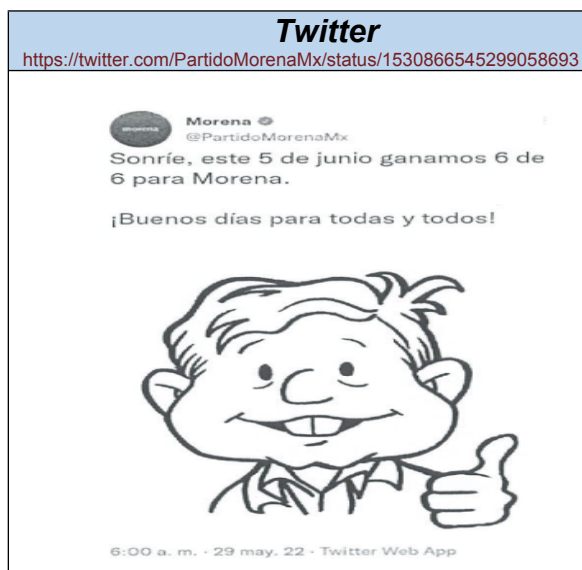 Twitter
https://twitter.com/PartidoMorenaMx/status/1530866545299058693
morena
Morena
@PartidoMorenaMx
Sonríe, este 5 de junio ganamos 6 de
6 para Morena.
¡Buenos días para todas y todos!
6:00 a. m. · 29 may. 22 · Twitter Web App